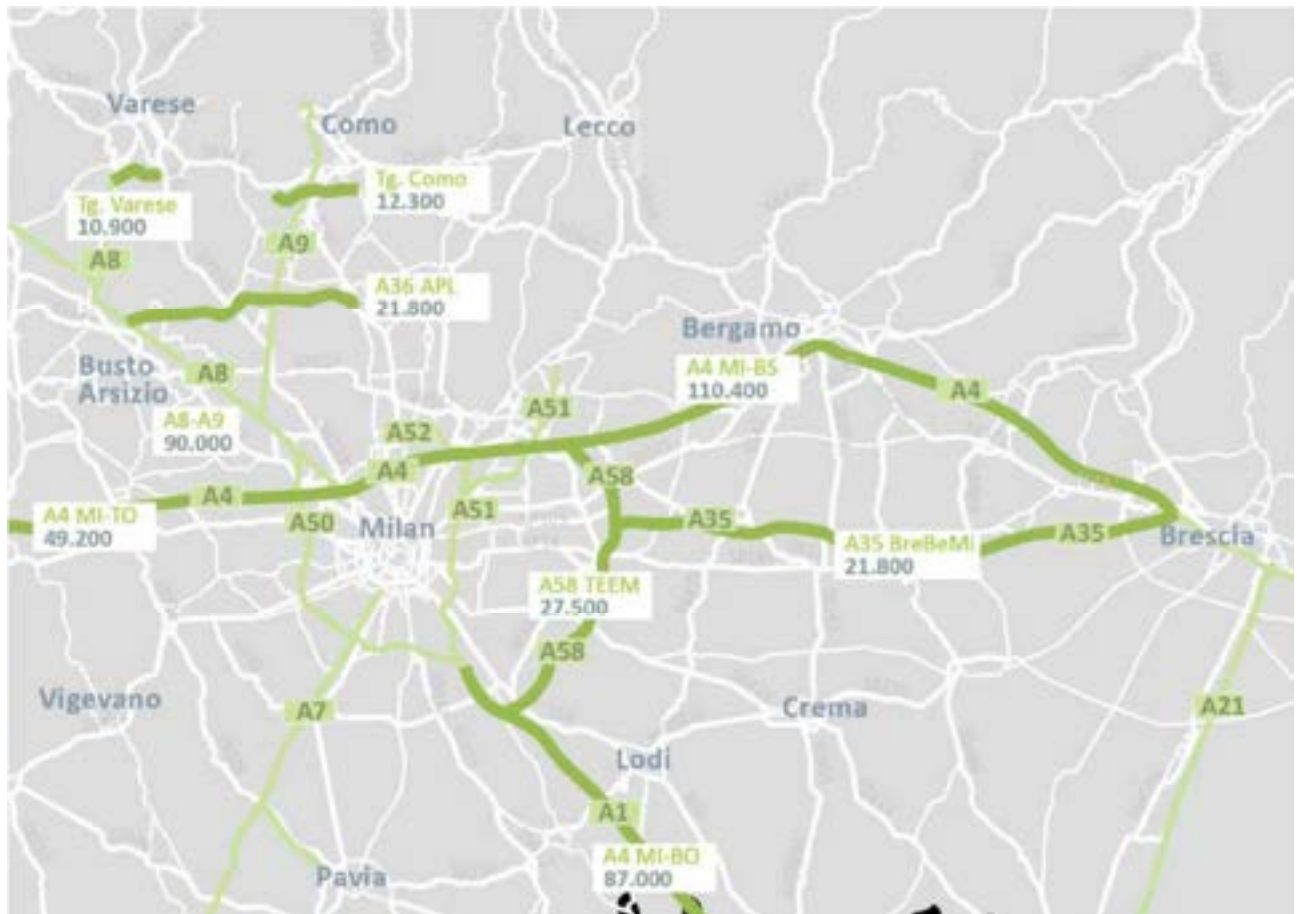 Varese
Como
Lecco
Tg. Varese
10.900
Tg. Como
12.300
A9
A8
A36 APL
21.800
Bergamo
Busto
Arsizio
A8
A4 MI-BS
110.400
A4
A8-A9
90.000
A51
A52
A4
A4
A58
A4 MI-TO
49.200
A50
Milan
A51
A35
A35 BreBeMi
21.800
A35
Brescia
A58 TEEM
27.500
A58
Vigevano
A7
Crema
A21
Lodi
A1
A4 MI-BO
87.000
Pavia